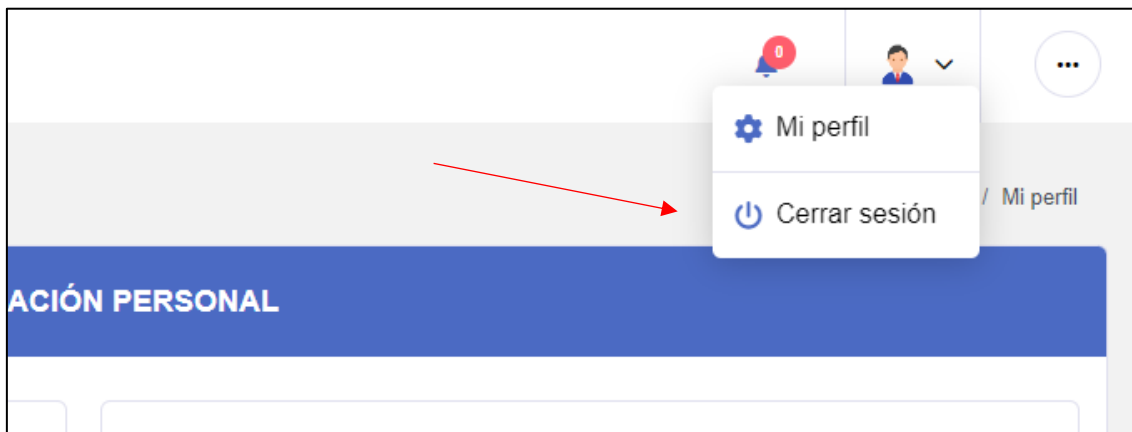 0
Mi perfil
Cerrar sesión
/ Mi perfil
ACIÓN PERSONAL